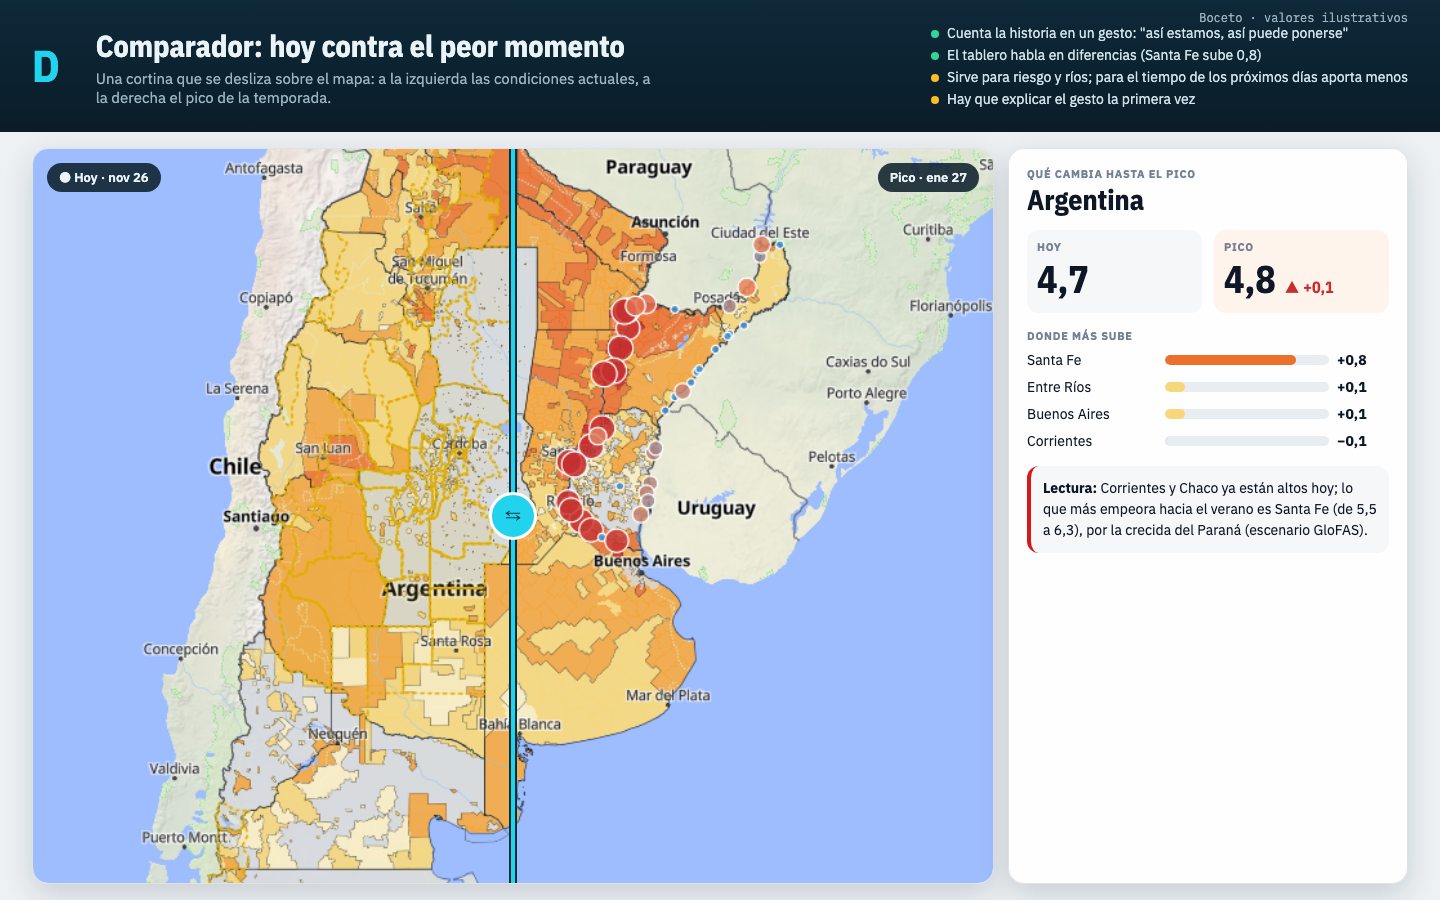 Boceto · valores ilustrativos
D
Comparador: hoy contra el peor momento
Una cortina que se desliza sobre el mapa: a la izquierda las condiciones actuales, a
la derecha el pico de la temporada.
Cuenta la historia en un gesto: "así estamos, así puede ponerse"
El tablero habla en diferencias (Santa Fe sube 0,8)
Sirve para riesgo y ríos; para el tiempo de los próximos días aporta menos
Hay que explicar el gesto la primera vez
Hoy · nov 26
Pico · ene 27
Antofagasta
Paraguay
Salta
Asunción
Ciudad del Este
Curitiba
Formosa
San Miguel
de Tucumán
Copiapó
Posadas
Florianópolis
La Serena
Caxias do Sul
Porto Alegre
San Juan
Córdoba
Chile
Pelotas
Santiago
Uruguay
Buenos Aires
Argentina
Concepción
Santa Rosa
Mar del Plata
Bahía Blanca
Neuquén
Valdivia
Puerto Montt
QUÉ CAMBIA HASTA EL PICO
Argentina
HOY
4,7
PICO
4,8 ▲ +0,1
DONDE MÁS SUBE
Santa Fe +0,8
Entre Ríos +0,1
Buenos Aires +0,1
Corrientes −0,1
Lectura: Corrientes y Chaco ya están altos hoy; lo
que más empeora hacia el verano es Santa Fe (de 5,5
a 6,3), por la crecida del Paraná (escenario GloFAS).